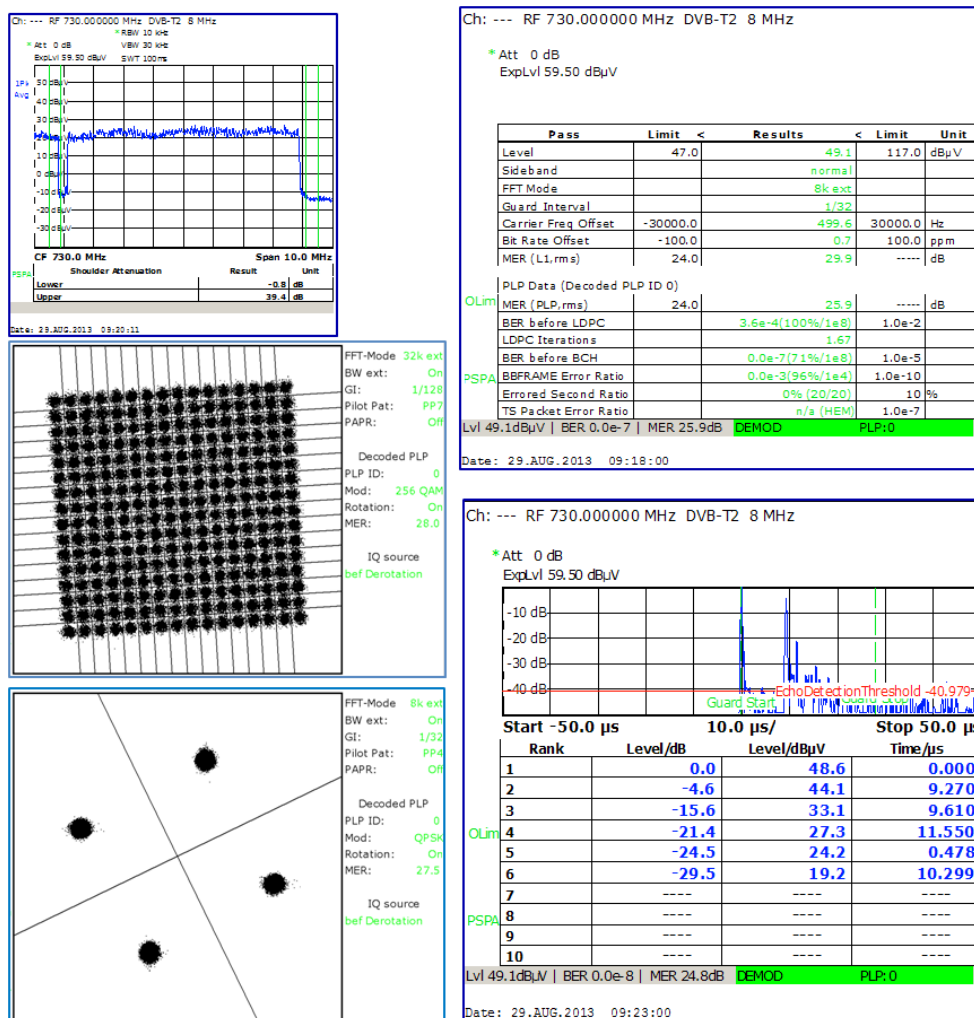 Ch: --- RF 730.000000 MHz DVB-T2 8 MHz
* RBW 10 kHz
* Att 0 dB VBW 30 kHz
ExpLvl 59.50 dBµV SWT 100ms
1Pk
Avg
50 dBµV
40 dBµV
10 dBµV
0 dBµV
-10 dBµV
-20 dBµV
-30 dBµV
CF 730.0 MHz Span 10.0 MHz
PSPA
Shoulder Attenuation Result Unit
Lower -0.8 dB
Upper 39.4 dB
Date: 29.AUG.2013 09:20:11
FFT-Mode 32k ext
BW ext: On
GI: 1/128
Pilot Pat: PP7
PAPR: Off
Decoded PLP
PLP ID: 0
Mod: 256 QAM
Rotation: On
MER: 28.0
IQ source
bef Derotation
FFT-Mode 8k ext
BW ext: On
GI: 1/32
Pilot Pat: PP4
PAPR: Off
Decoded PLP
PLP ID: 0
Mod: QPSK
Rotation: On
MER: 27.5
IQ source
bef Derotation
Ch: --- RF 730.000000 MHz DVB-T2 8 MHz
* Att 0 dB
ExpLvl 59.50 dBµV
Pass Limit < Results < Limit Unit
Level 47.0 49.1 117.0 dBµV
Sideband normal
FFT Mode 8k ext
Guard Interval 1/32
Carrier Freq Offset -30000.0 499.6 30000.0 Hz
Bit Rate Offset -100.0 0.7 100.0 ppm
MER (L1,rms) 24.0 29.9 ----- dB
PLP Data (Decoded PLP ID 0)
OLim
MER (PLP,rms) 24.0 25.9 ----- dB
BER before LDPC 3.6e-4(100%/1e8) 1.0e-2
LDPC Iterations 1.67
BER before BCH 0.0e-7(71%/1e8) 1.0e-5
PSPA
BBFRAME Error Ratio 0.0e-3(96%/1e4) 1.0e-10
Errored Second Ratio 0% (20/20) 10 %
TS Packet Error Ratio n/a (HEM) 1.0e-7
Lvl 49.1dBµV | BER 0.0e-7 | MER 25.9dB DEMOD PLP:0
Date: 29.AUG.2013 09:18:00
Ch: --- RF 730.000000 MHz DVB-T2 8 MHz
* Att 0 dB
ExpLvl 59.50 dBµV
-10 dB
-20 dB
-30 dB
-40 dB
EchoDetectionThreshold -40.979
Guard Start Guard Stop
Start -50.0 µs 10.0 µs/ Stop 50.0 µs
Rank Level/dB Level/dBµV Time/µs
1 0.0 48.6 0.000
2 -4.6 44.1 9.270
3 -15.6 33.1 9.610
OLim
4 -21.4 27.3 11.550
5 -24.5 24.2 0.478
6 -29.5 19.2 10.299
7 ---- ---- ----
PSPA
8 ---- ---- ----
9 ---- ---- ----
10 ---- ---- ----
Lvl 49.1dBµV | BER 0.0e-8 | MER 24.8dB DEMOD PLP:0
Date: 29.AUG.2013 09:23:00